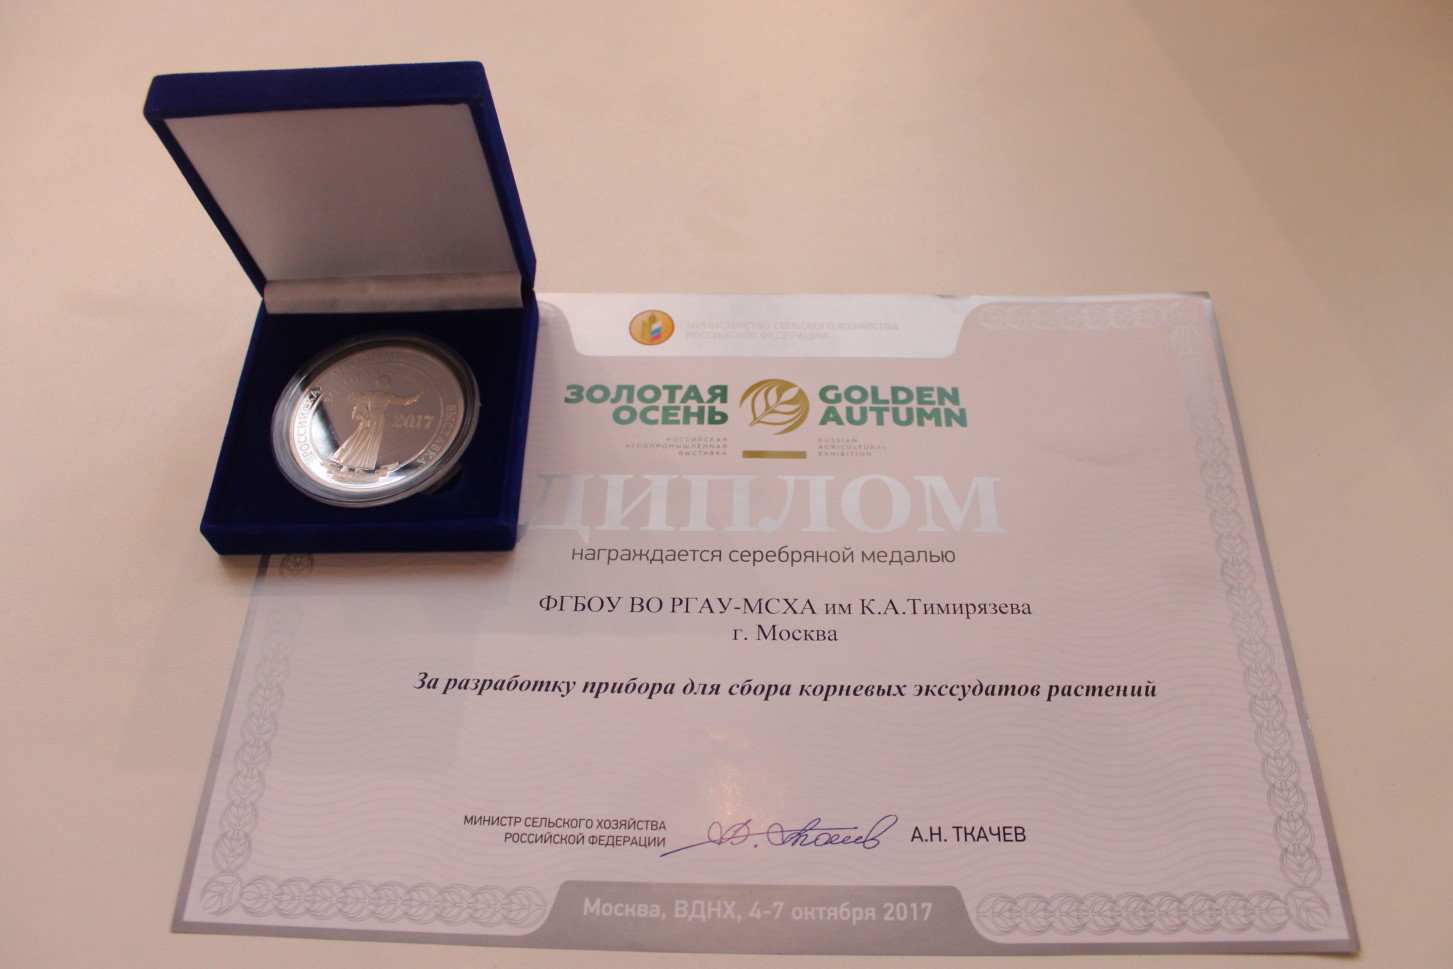 МИНИСТЕРСТВО СЕЛЬСКОГО ХОЗЯЙСТВА
РОССИЙСКОЙ ФЕДЕРАЦИИ
ЗОЛОТАЯ
ОСЕНЬ
GOLDEN
AUTUMN
РОССИЙСКАЯ
АГРОПРОМЫШЛЕННАЯ
ВЫСТАВКА
RUSSIAN
AGRICULTURAL
EXHIBITION
РОССИЙСКАЯ
2017
ВЫСТАВКА
ДИПЛОМ
награждается серебряной медалью
ФГБОУ ВО РГАУ-МСХА им К.А.Тимирязева
г. Москва
За разработку прибора для сбора корневых экссудатов растений
МИНИСТР СЕЛЬСКОГО ХОЗЯЙСТВА
РОССИЙСКОЙ ФЕДЕРАЦИИ
А.Н. ТКАЧЕВ
Москва, ВДНХ, 4-7 октября 2017